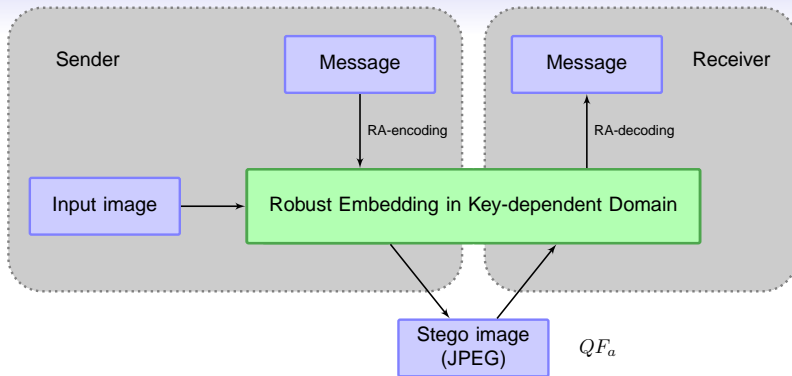 Sender
Message
Message
Receiver
RA-encoding
RA-decoding
Input image
Robust Embedding in Key-dependent Domain
Stego image
(JPEG)
QF_a